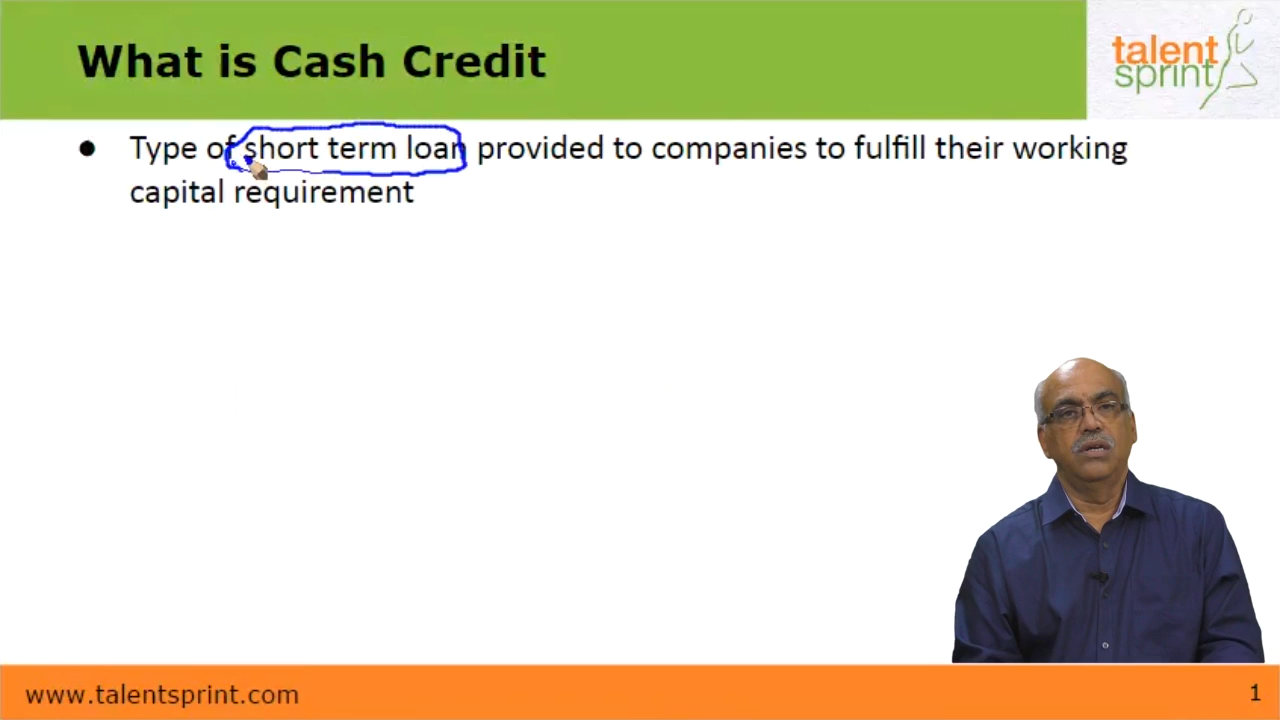 What is Cash Credit
talent
sprint
● Type of short term loan provided to companies to fulfill their working
capital requirement
www.talentsprint.com
1